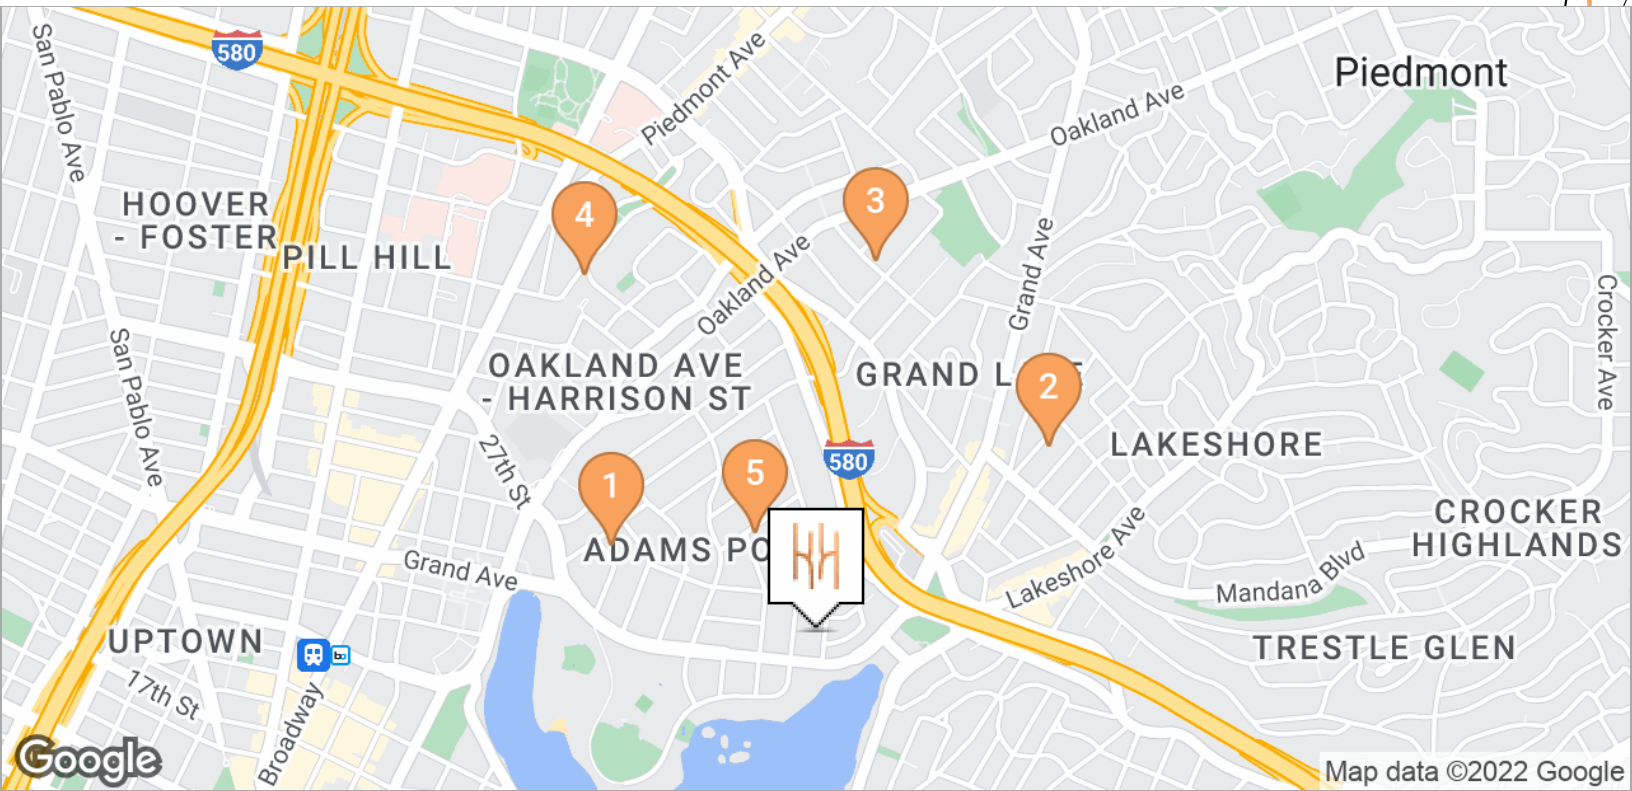 580
San Pablo Ave
Piedmont Ave
Piedmont
Oakland Ave
HOOVER
- FOSTER
PILL HILL
4
3
Oakland Ave
Grand Ave
Crocker Ave
San Pablo Ave
OAKLAND AVE
- HARRISON ST
GRAND L
E
2
LAKESHORE
27th St
580
1
5
CROCKER
HIGHLANDS
ADAMS PO
Grand Ave
Lakeshore Ave
Mandana Blvd
UPTOWN
TRESTLE GLEN
17th St
Broadway
Google
Map data ©2022 Google